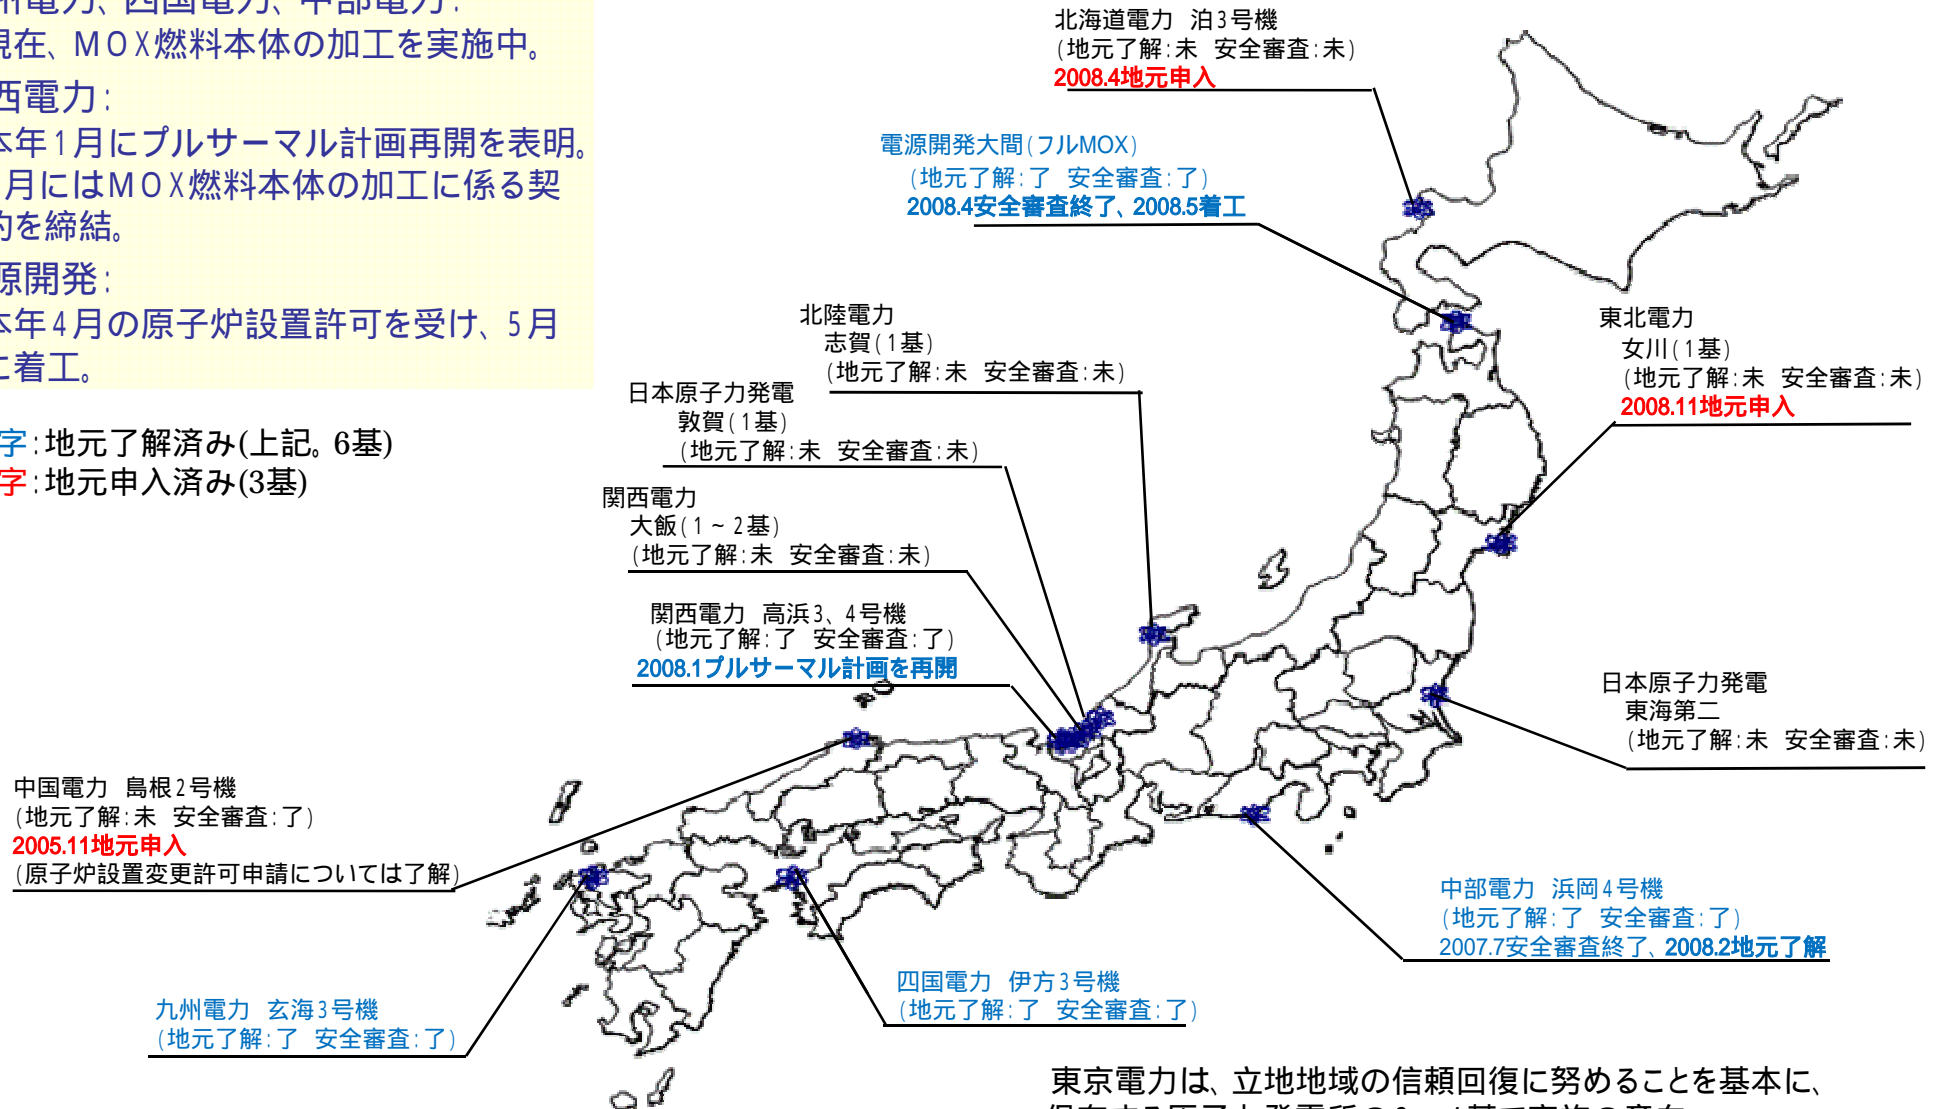 州電力、四国電力、中部電力:
現在、MOX燃料本体の加工を実施中。
西電力:
本年1月にプルサーマル計画再開を表明。
月にはMOX燃料本体の加工に係る契
約を締結。
源開発:
本年4月の原子炉設置許可を受け、5月
に着工。
字:地元了解済み(上記。6基)
字:地元申入済み(3基)
北海道電力 泊3号機
(地元了解:未 安全審査:未)
2008.4地元申入
電源開発大間(フルMOX)
(地元了解:了 安全審査:了)
2008.4安全審査終了、2008.5着工
北陸電力
志賀(1基)
(地元了解:未 安全審査:未)
東北電力
女川(1基)
(地元了解:未 安全審査:未)
2008.11地元申入
日本原子力発電
敦賀(1基)
(地元了解:未 安全審査:未)
関西電力
大飯(1~2基)
(地元了解:未 安全審査:未)
関西電力 高浜3、4号機
(地元了解:了 安全審査:了)
2008.1プルサーマル計画を再開
日本原子力発電
東海第二
(地元了解:未 安全審査:未)
中国電力 島根2号機
(地元了解:未 安全審査:了)
2005.11地元申入
(原子炉設置変更許可申請については了解)
中部電力 浜岡4号機
(地元了解:了 安全審査:了)
2007.7安全審査終了、2008.2地元了解
四国電力 伊方3号機
(地元了解:了 安全審査:了)
九州電力 玄海3号機
(地元了解:了 安全審査:了)
東京電力は、立地地域の信頼回復に努めることを基本に、